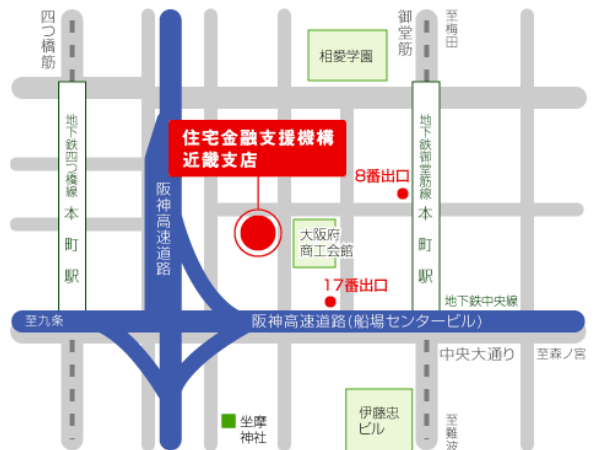 四つ橋筋
御堂筋
至梅田
相愛学園
住宅金融支援機構
近畿支店
地下鉄四つ橋線
本町駅
阪神高速道路
8番出口
地下鉄御堂筋線
本町駅
大阪府
商工会館
17番出口
地下鉄中央線
至九条
阪神高速道路(船場センタービル)
中央大通り
至森ノ宮
坐摩
神社
伊藤忠
ビル
至難波